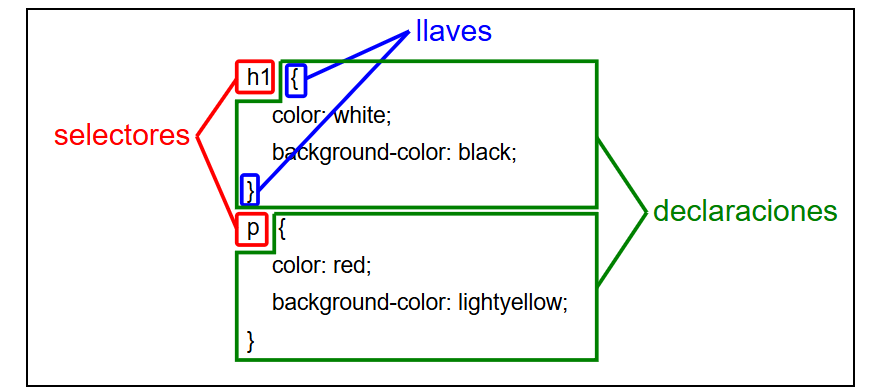 llaves
h1 {
color: white;
selectores
background-color: black;
}
declaraciones
p {
color: red;
background-color: lightyellow;
}